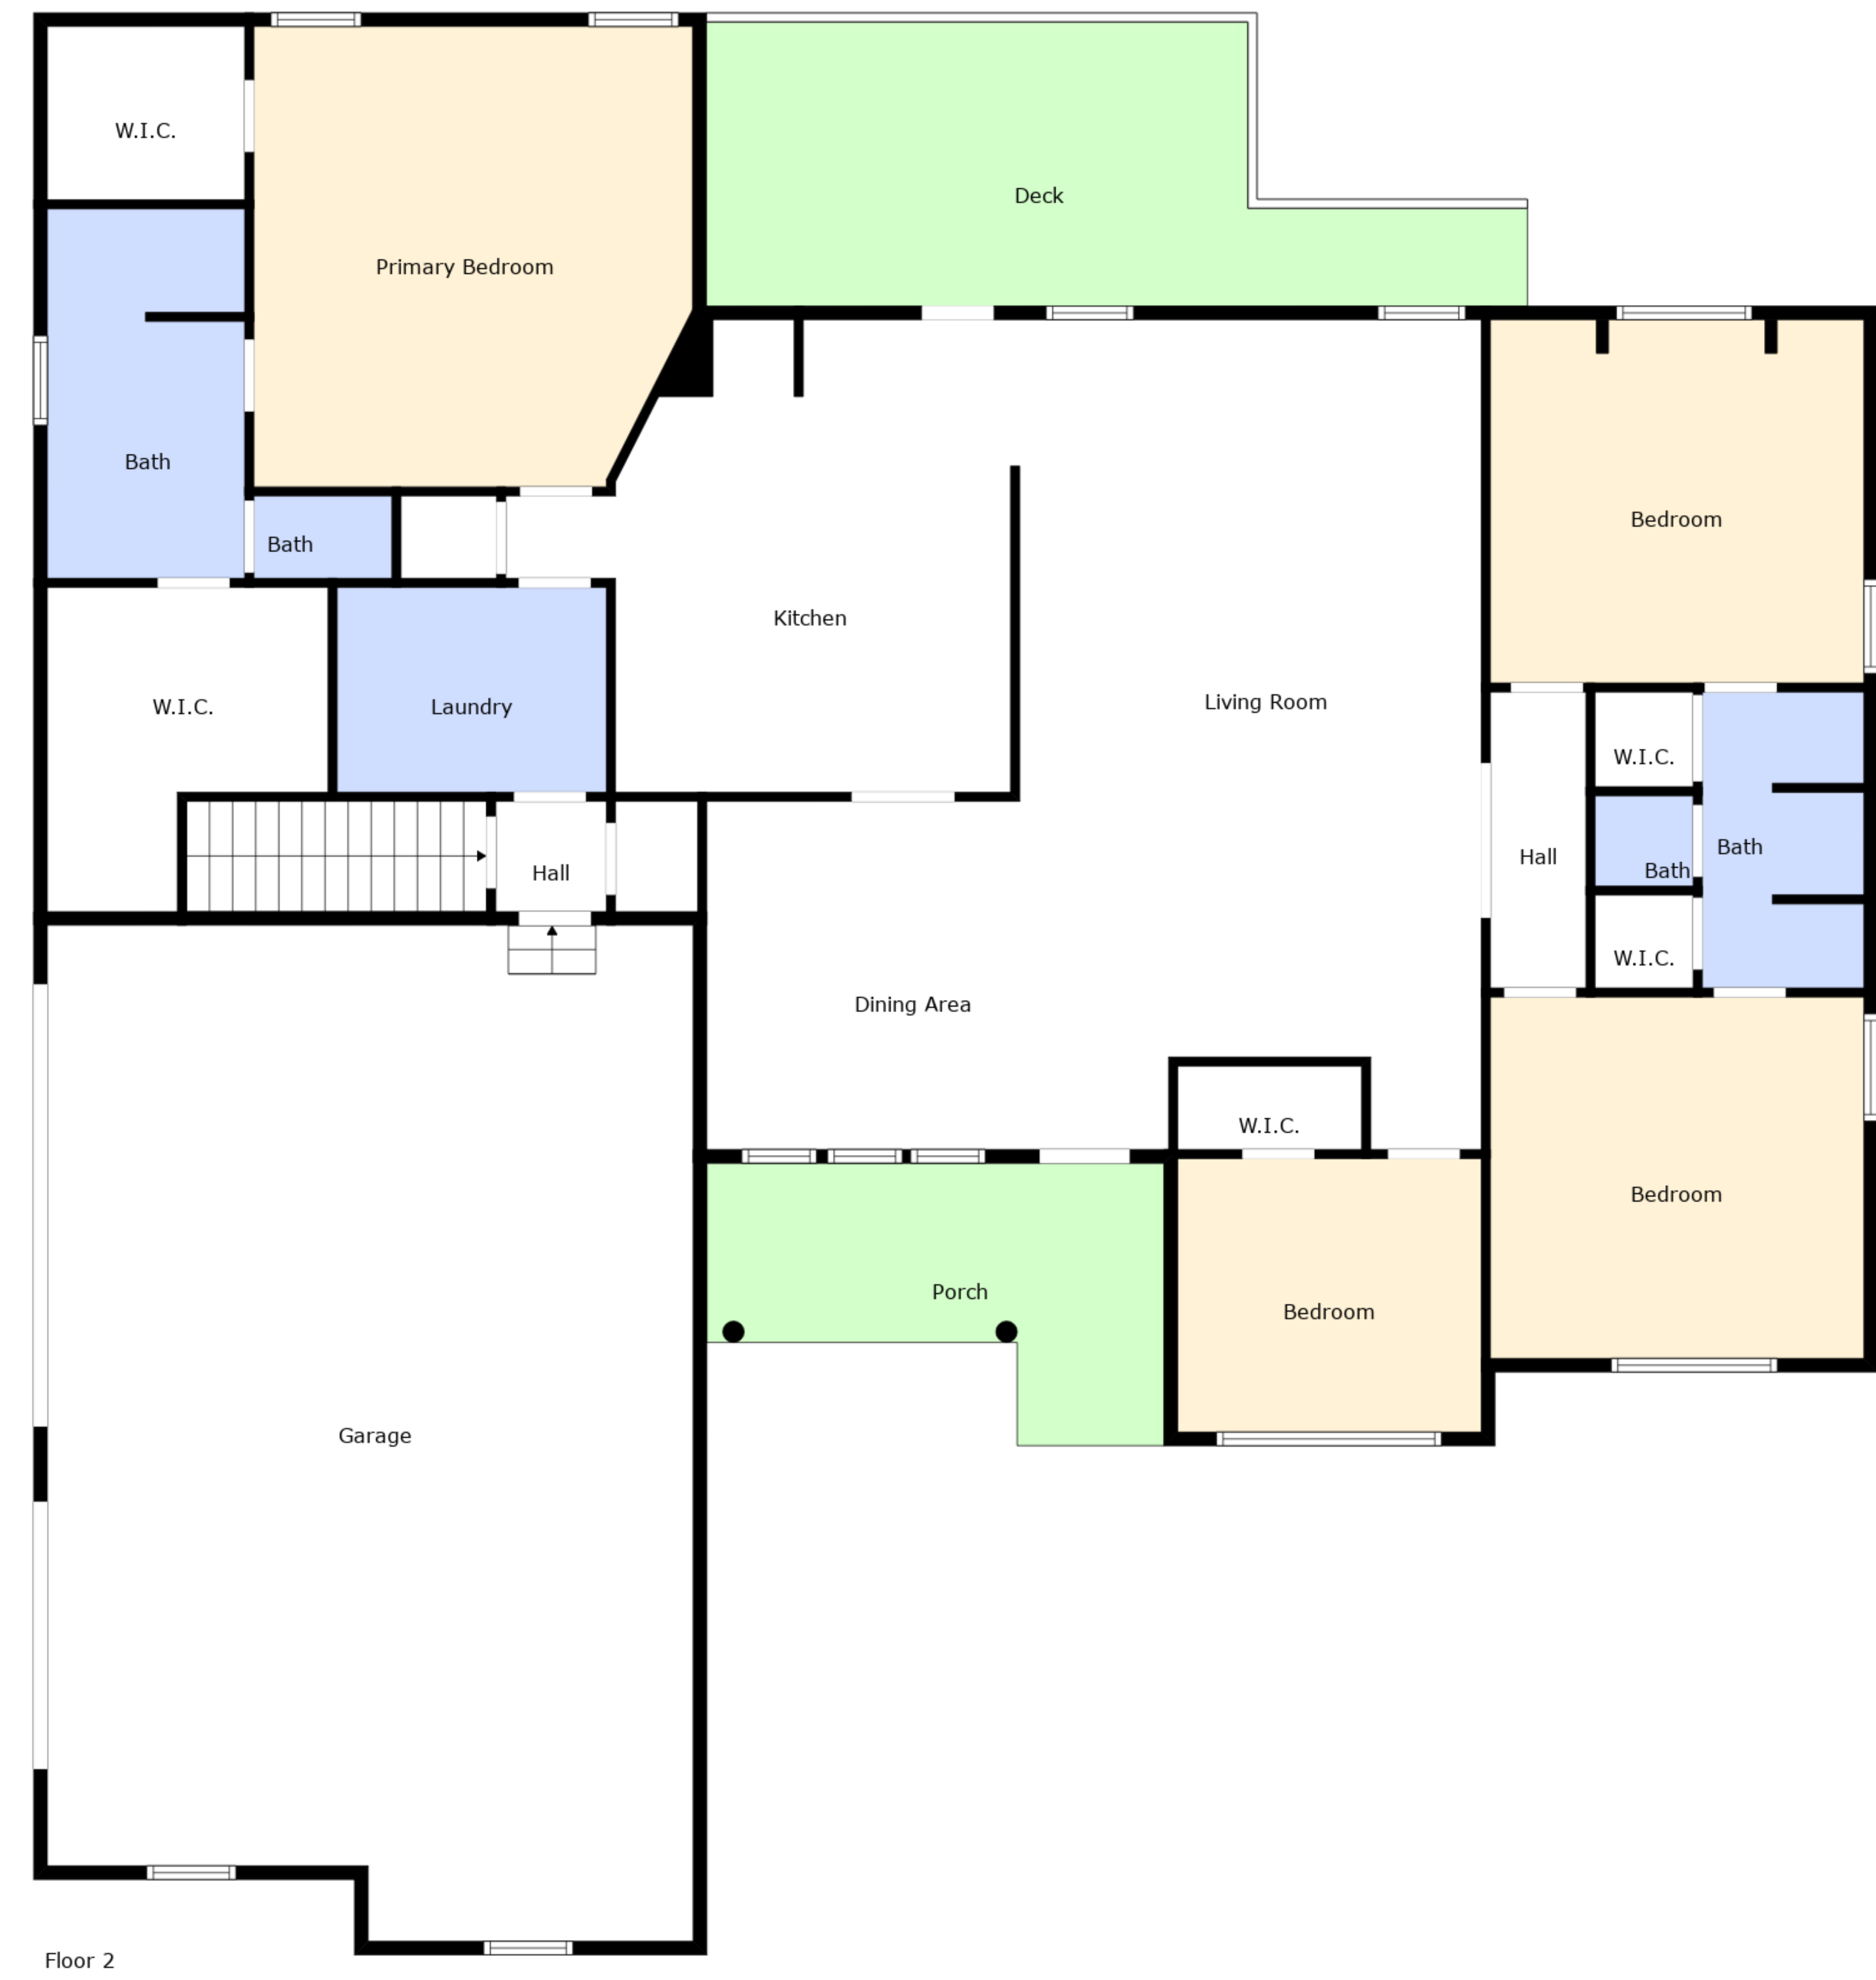 W.I.C.
Deck
Primary Bedroom
Bath
Bath
Bedroom
Kitchen
W.I.C.
Laundry
Living Room
W.I.C.
Hall
Hall
Bath
Bath
W.I.C.
Dining Area
W.I.C.
Bedroom
Porch
Bedroom
Garage
Floor 2